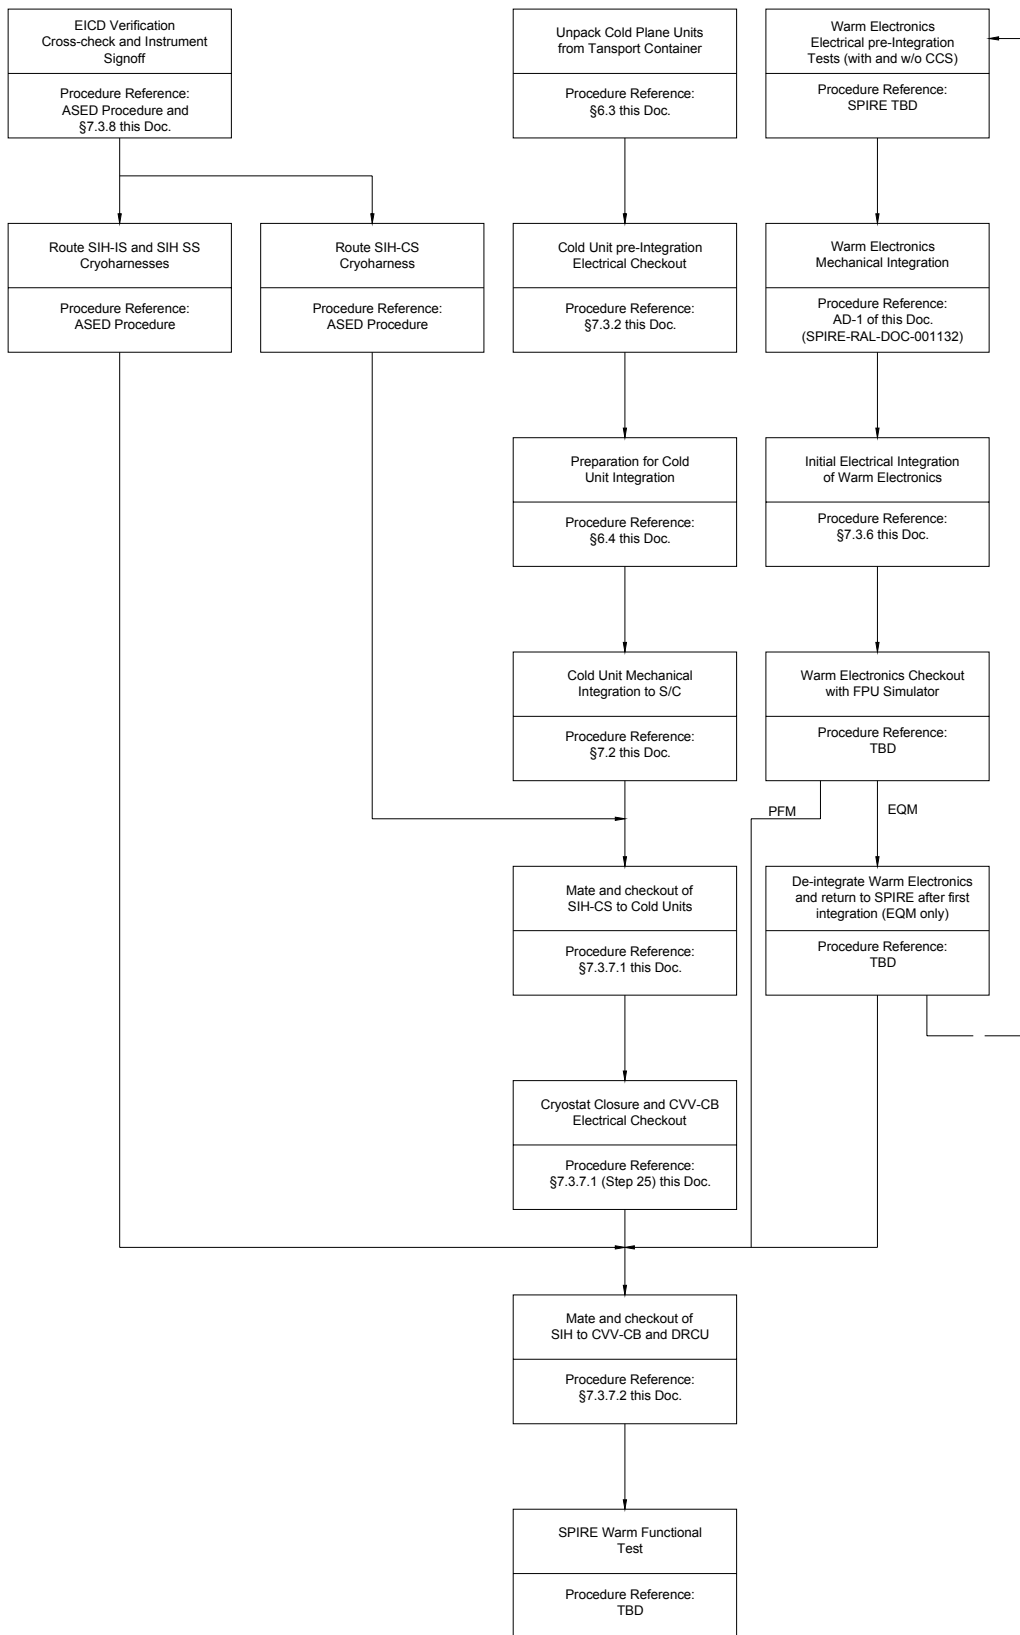 EICD Verification
Cross-check and Instrument
Signoff
Procedure Reference:
ASED Procedure and
§7.3.8 this Doc.
Unpack Cold Plane Units
from Tansport Container
Procedure Reference:
§6.3 this Doc.
Warm Electronics
Electrical pre-Integration
Tests (with and w/o CCS)
Procedure Reference:
SPIRE TBD
Route SIH-IS and SIH SS
Cryoharnesses
Procedure Reference:
ASED Procedure
Route SIH-CS
Cryoharness
Procedure Reference:
ASED Procedure
Cold Unit pre-Integration
Electrical Checkout
Procedure Reference:
§7.3.2 this Doc.
Warm Electronics
Mechanical Integration
Procedure Reference:
AD-1 of this Doc.
(SPIRE-RAL-DOC-001132)
Preparation for Cold
Unit Integration
Procedure Reference:
§6.4 this Doc.
Initial Electrical Integration
of Warm Electronics
Procedure Reference:
§7.3.6 this Doc.
Cold Unit Mechanical
Integration to S/C
Procedure Reference:
§7.2 this Doc.
Warm Electronics Checkout
with FPU Simulator
Procedure Reference:
TBD
PFM
EQM
Mate and checkout of
SIH-CS to Cold Units
Procedure Reference:
§7.3.7.1 this Doc.
De-integrate Warm Electronics
and return to SPIRE after first
integration (EQM only)
Procedure Reference:
TBD
Cryostat Closure and CVV-CB
Electrical Checkout
Procedure Reference:
§7.3.7.1 (Step 25) this Doc.
Mate and checkout of
SIH to CVV-CB and DRCU
Procedure Reference:
§7.3.7.2 this Doc.
SPIRE Warm Functional
Test
Procedure Reference:
TBD